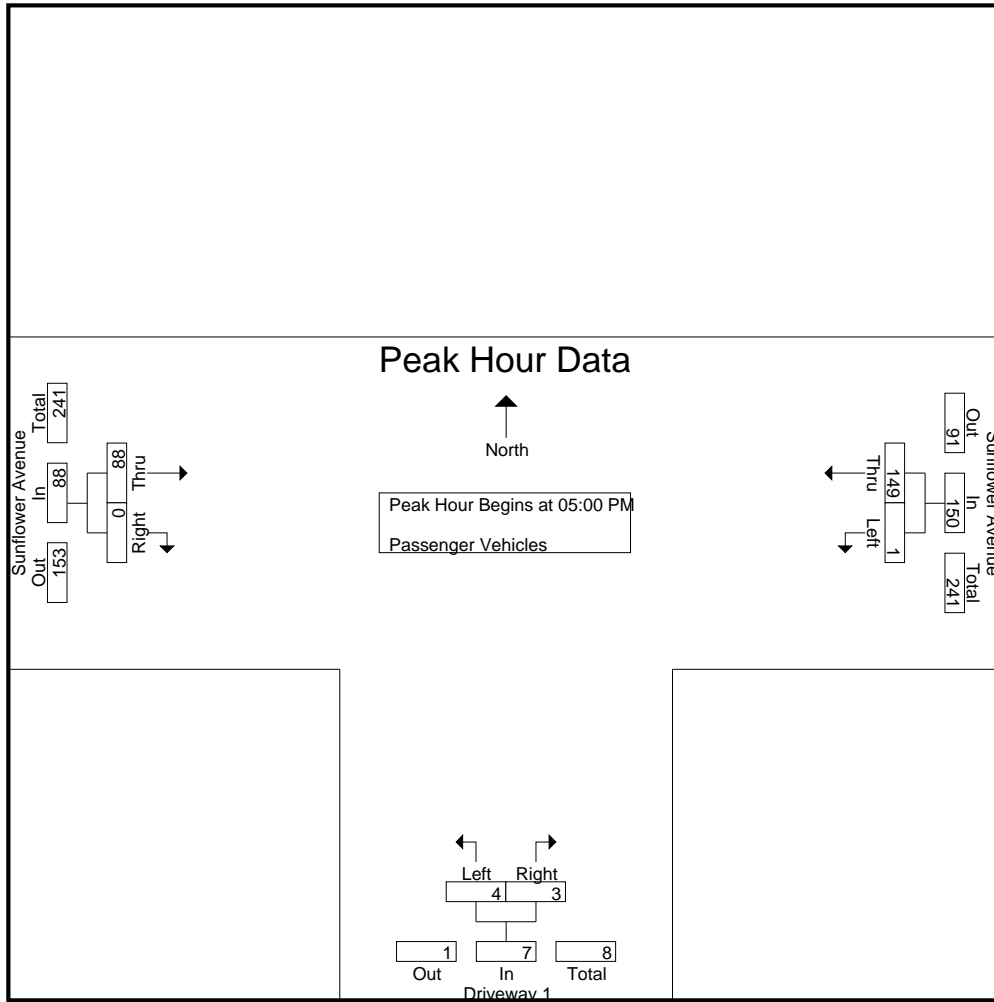 Peak Hour Data
North
Peak Hour Begins at 05:00 PM
Passenger Vehicles
Sunflower Avenue
Total
241
In
88
Out
153
88
Thru
0
Right
Sunflower Avenue
Out
91
In
150
Total
241
Thru
149
Left
1
Left
Right
4
3
1
7
8
Out
In
Total
Driveway 1